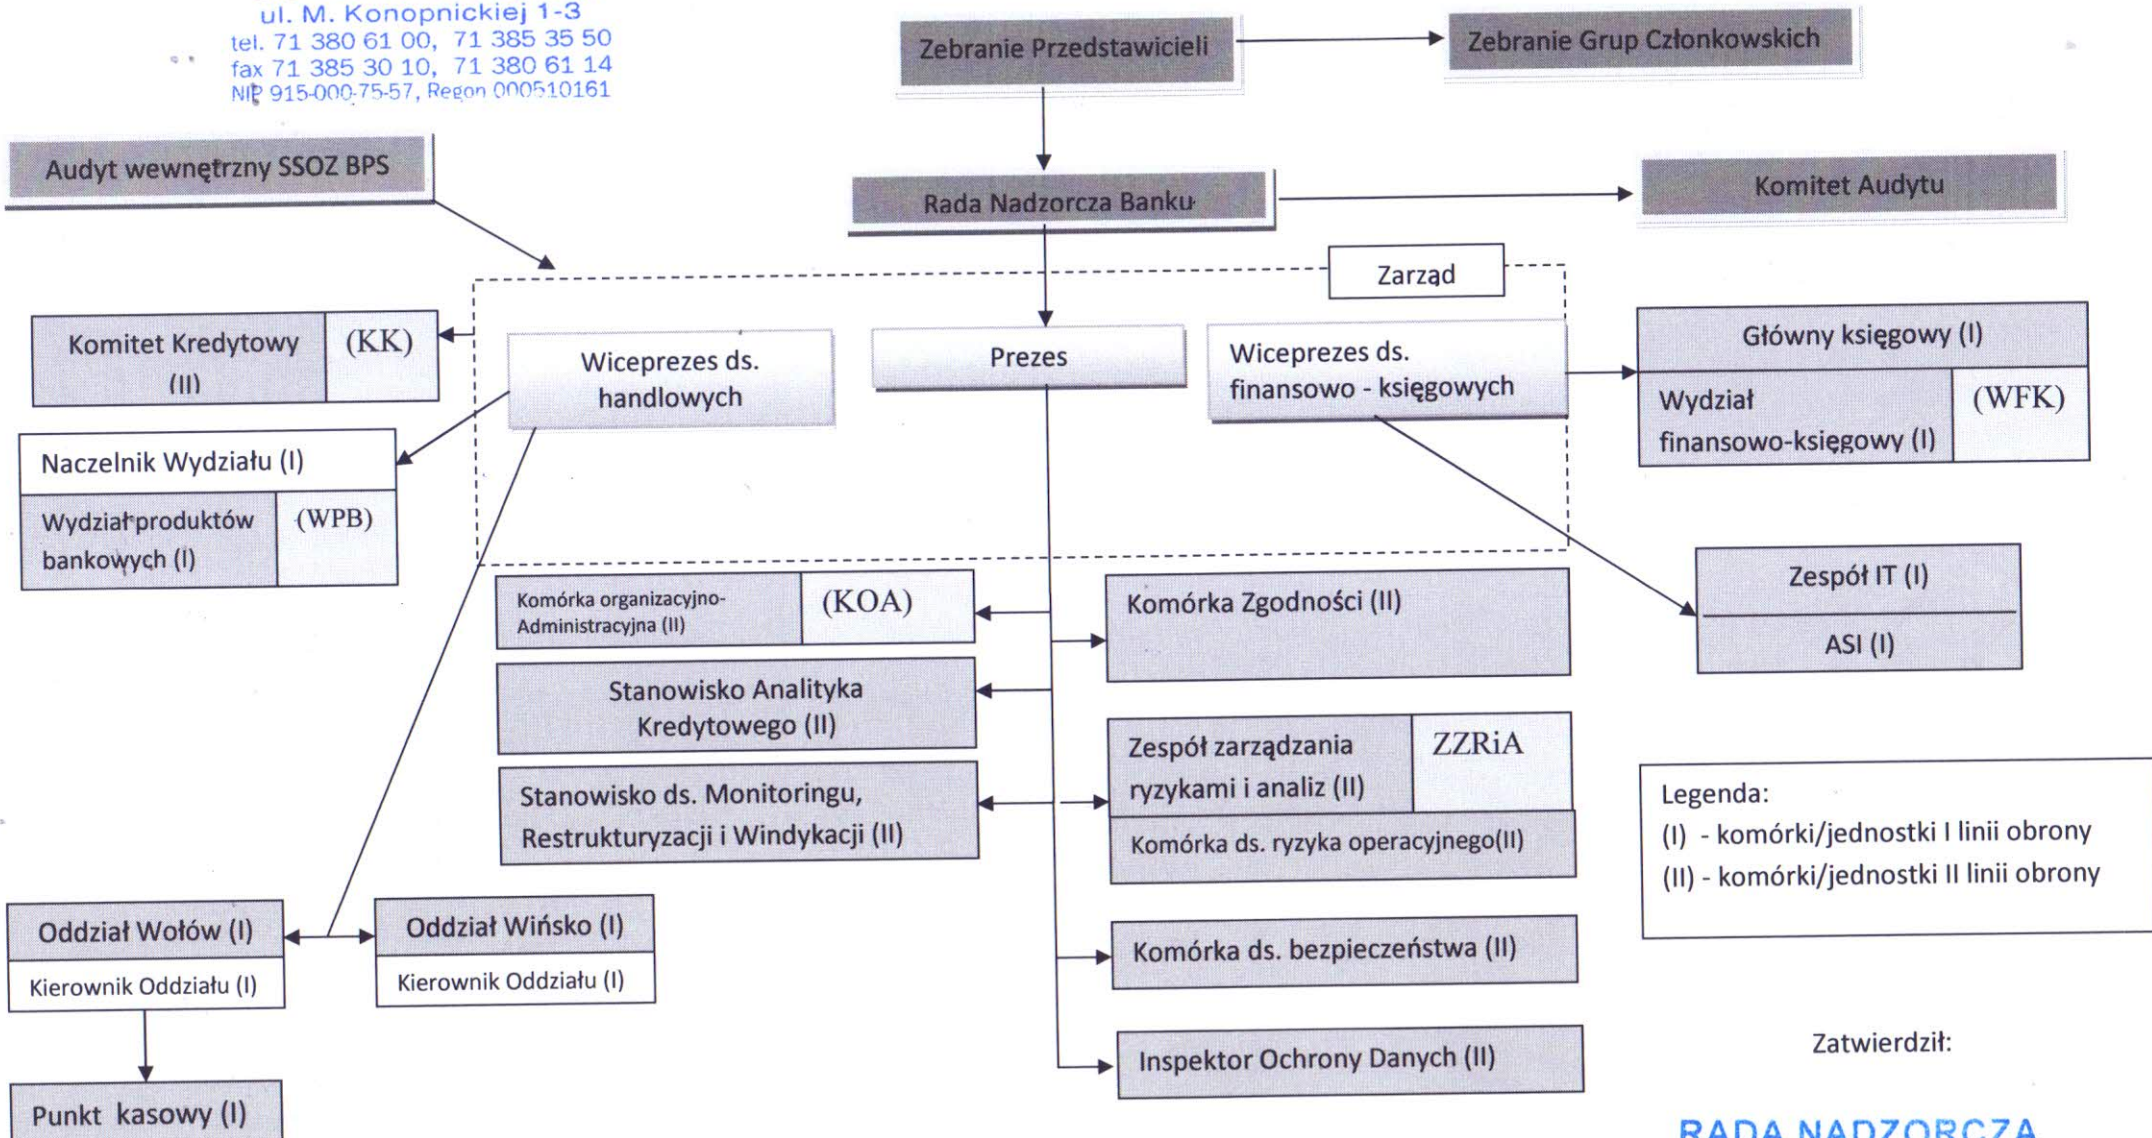 ul. M. Konopnickiej 1-3
tel. 71 380 61 00, 71 385 35 50
fax 71 385 30 10, 71 380 61 14
NIP 915-000-75-57, Regon 000510161
Zebranie Przedstawicieli
Zebranie Grup Członkowskich
Audyt wewnętrzny SSOZ BPS
Rada Nadzorcza Banku
Komitet Audytu
Zarząd
Komitet Kredytowy
(II)
(KK)
Wiceprezes ds.
handlowych
Prezes
Wiceprezes ds.
finansowo - księgowych
Główny księgowy (I)
Wydział
finansowo-księgowy (I)
(WFK)
Naczelnik Wydziału (I)
Wydział produktów
bankowych (I)
(WPB)
Komórka organizacyjno-
Administracyjna (II)
(KOA)
Komórka Zgodności (II)
Zespół IT (I)
ASI (I)
Stanowisko Analityka
Kredytowego (II)
Zespół zarządzania
ryzykami i analiz (II)
ZZRiA
Stanowisko ds. Monitoringu,
Restrukturyzacji i Windykacji (II)
Komórka ds. ryzyka operacyjnego(II)
Legenda:
(I) - komórki/jednostki I linii obrony
(II) - komórki/jednostki II linii obrony
Oddział Wołów (I)
Kierownik Oddziału (I)
Oddział Wińsko (I)
Kierownik Oddziału (I)
Komórka ds. bezpieczeństwa (II)
Inspektor Ochrony Danych (II)
Punkt kasowy (I)
Zatwierdził:
RADA NADZORCZA